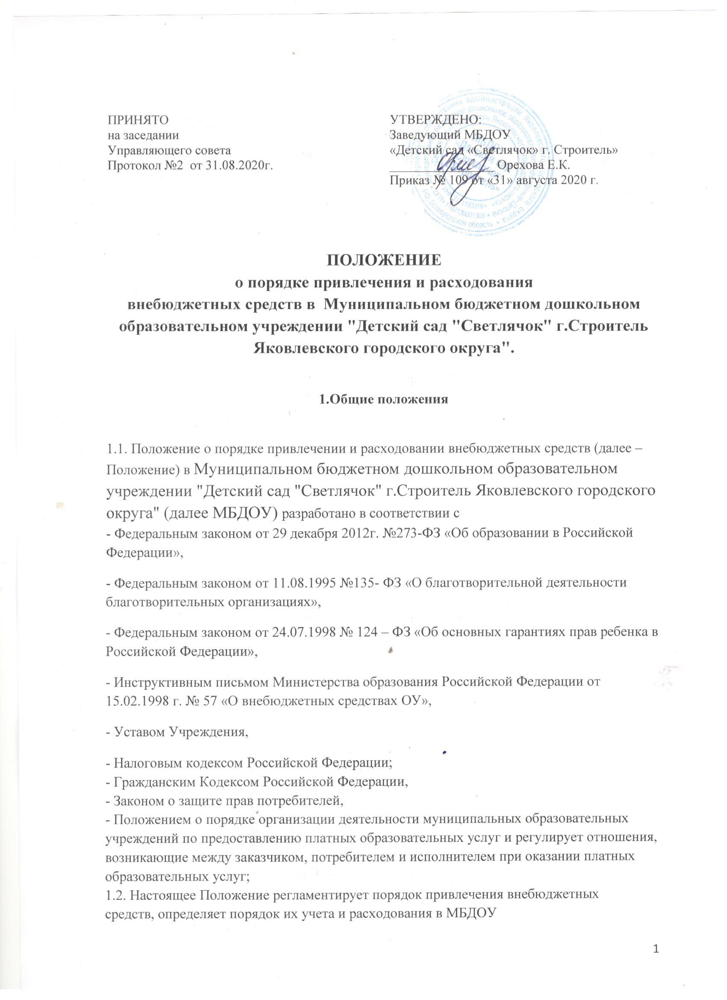 ПРИНЯТО
на заседании
Управляющего совета
Протокол №2 от 31.08.2020г.
УТВЕРЖДЕНО:
Заведующий МБДОУ
«Детский сад «Светлячок» г. Строитель»
Орехова Е.К.
Приказ № 109 от «31» августа 2020 г.
ПОЛОЖЕНИЕ
о порядке привлечения и расходования
внебюджетных средств в Муниципальном бюджетном дошкольном
образовательном учреждении "Детский сад "Светлячок" г.Строитель
Яковлевского городского округа".
1.Общие положения
1.1. Положение о порядке привлечении и расходовании внебюджетных средств (далее –
Положение) в Муниципальном бюджетном дошкольном образовательном
учреждении "Детский сад "Светлячок" г.Строитель Яковлевского городского
округа" (далее МБДОУ) разработано в соответствии с
- Федеральным законом от 29 декабря 2012г. №273-ФЗ «Об образовании в Российской
Федерации»,
- Федеральным законом от 11.08.1995 №135- ФЗ «О благотворительной деятельности
благотворительных организациях»,
- Федеральным законом от 24.07.1998 № 124 – ФЗ «Об основных гарантиях прав ребенка в
Российской Федерации»,
- Инструктивным письмом Министерства образования Российской Федерации от
15.02.1998 г. № 57 «О внебюджетных средствах ОУ»,
- Уставом Учреждения,
- Налоговым кодексом Российской Федерации;
- Гражданским Кодексом Российской Федерации,
- Законом о защите прав потребителей,
- Положением о порядке организации деятельности муниципальных образовательных
учреждений по предоставлению платных образовательных услуг и регулирует отношения,
возникающие между заказчиком, потребителем и исполнителем при оказании платных
образовательных услуг;
1.2. Настоящее Положение регламентирует порядок привлечения внебюджетных
средств, определяет порядок их учета и расходования в МБДОУ
1